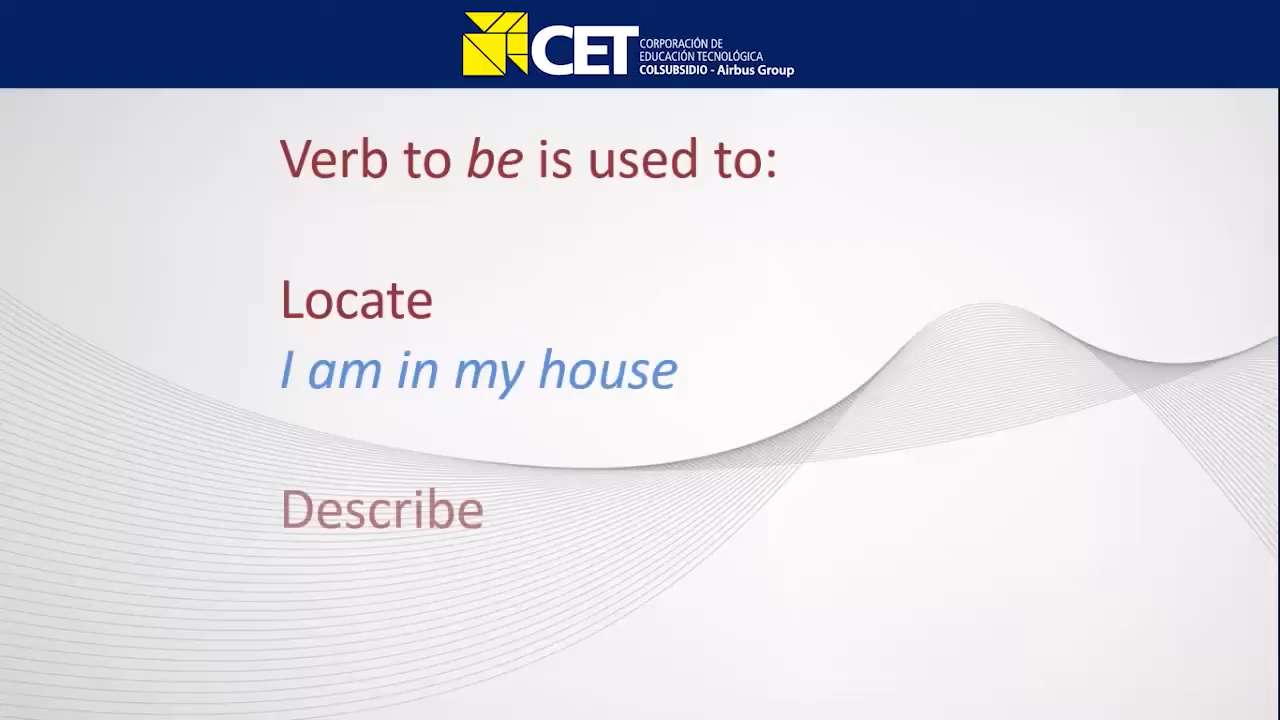 CET
CORPORACIÓN DE
EDUCACIÓN TECNOLÓGICA
COLSUBSIDIO - Airbus Group
Verb to be is used to:
Locate
I am in my house
Describe